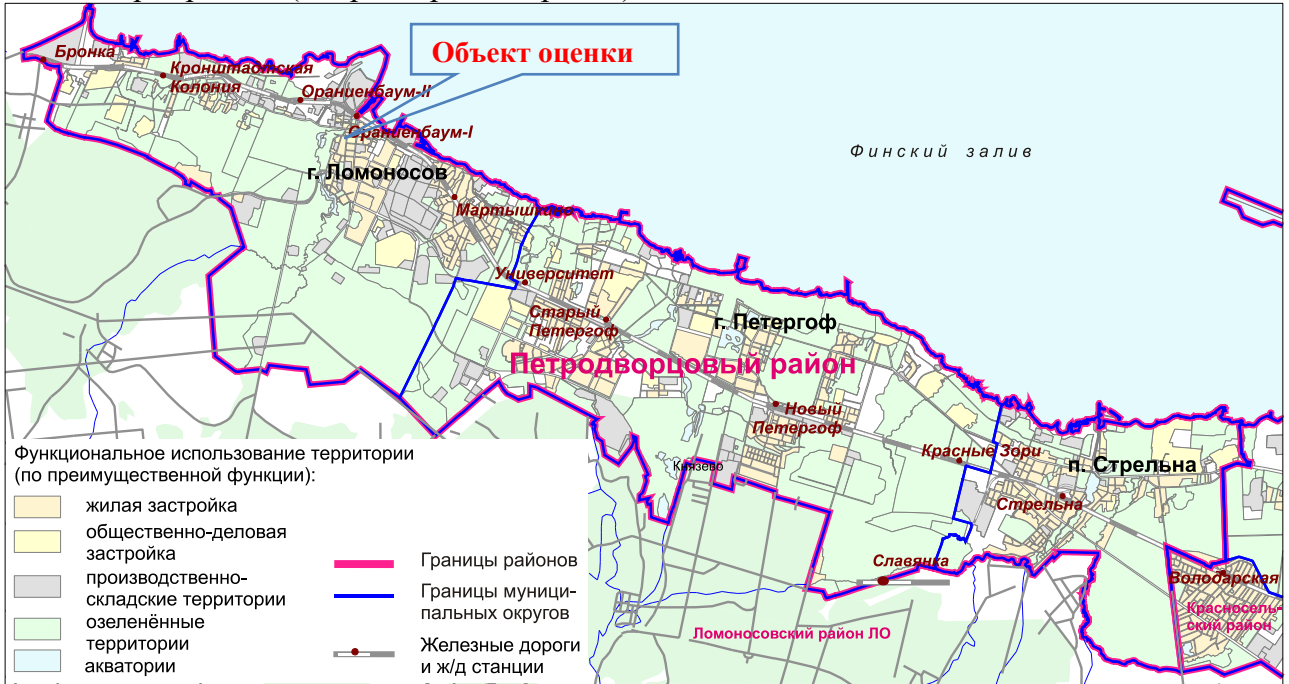 Объект оценки
Бронка
Кронштадтская
Колония
Ораниенбаум-II
Ораниенбаум-I
Финский залив
г. Ломоносов
Мартышкино
Университет
Старый
Петергоф
г. Петергоф
Петродворцовый район
Новый
Петергоф
Красные Зори
п. Стрельна
Князево
Стрельна
Славянка
Володарская
Красносель-
ский район
Ломоносовский район ЛО
Функциональное использование территории
(по преимущественной функции):
жилая застройка
общественно-деловая
застройка
производственно-
складские территории
озеленённые
территории
акватории
Границы районов
Границы муници-
пальных округов
Железные дороги
и ж/д станции